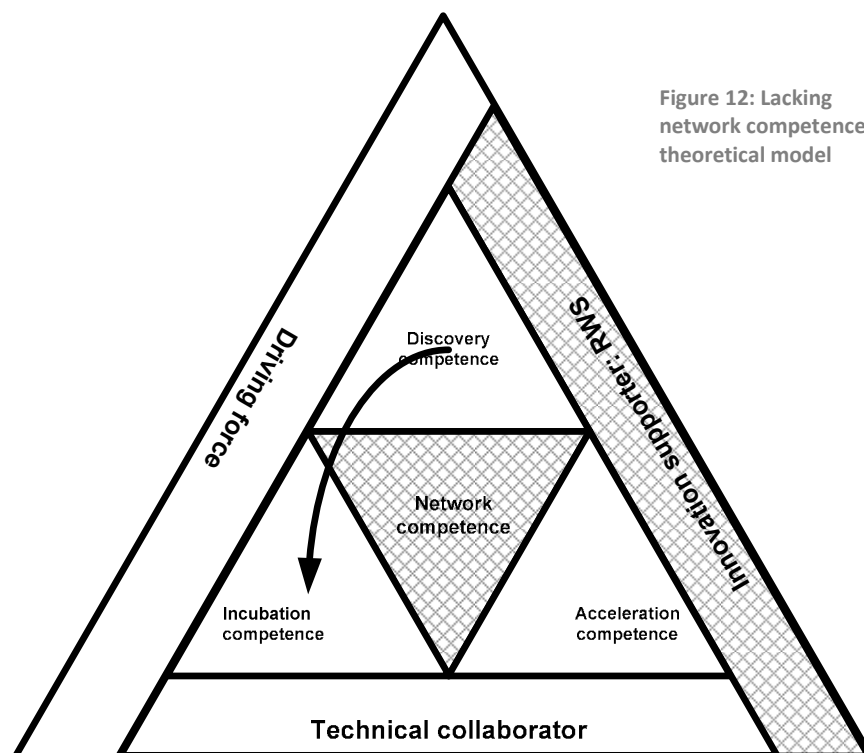 Figure 12: Lacking
network competence
theoretical model
Driving force
Innovation supporter: RWS
Discovery
competence
Network
competence
Incubation
competence
Acceleration
competence
Technical collaborator